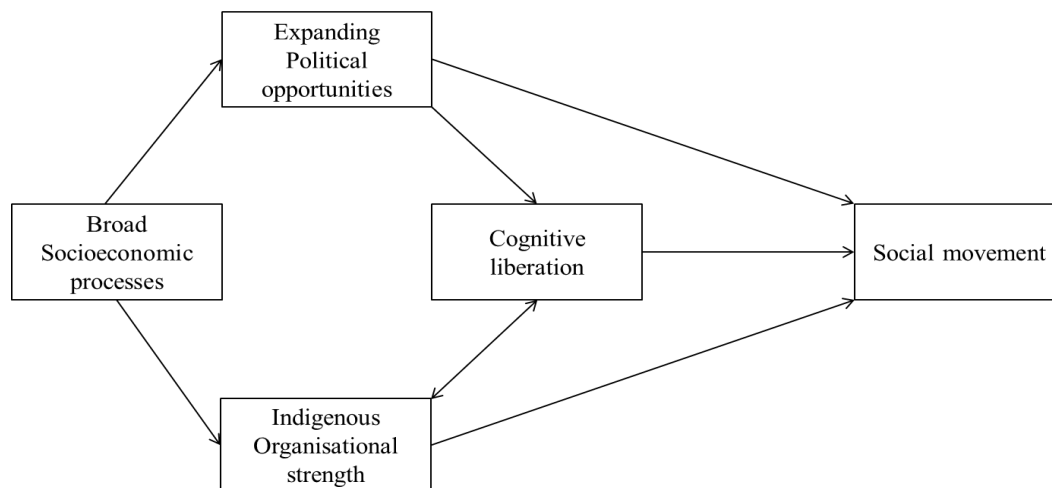 Expanding
Political
opportunities
Broad
Socioeconomic
processes
Cognitive
liberation
Social movement
Indigenous
Organisational
strength